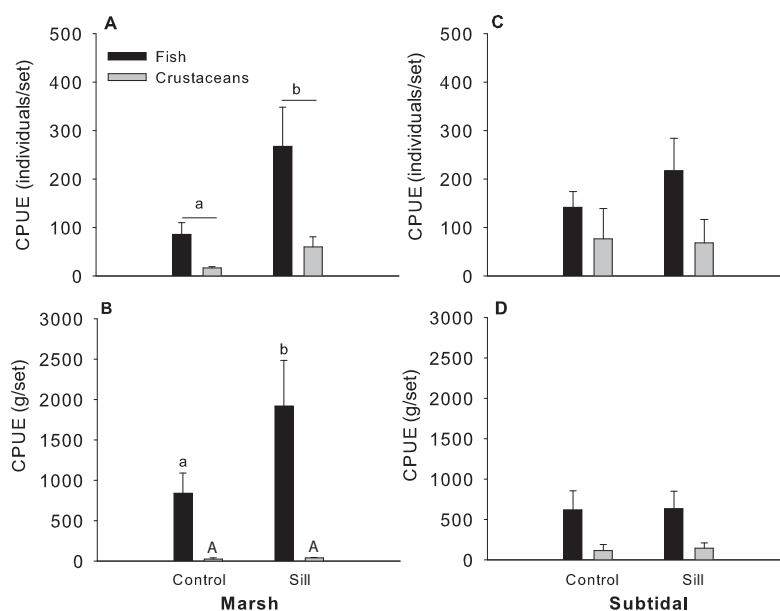 A
C
500
400
300
200
100
0
CPUE (individuals/set)
Fish
Crustaceans
a
b
500
400
300
200
100
0
CPUE (individuals/set)
B
D
3000
2500
2000
1500
1000
500
0
CPUE (g/set)
a
b
A
A
3000
2500
2000
1500
1000
500
0
CPUE (g/set)
Control
Sill
Control
Sill
Marsh
Subtidal